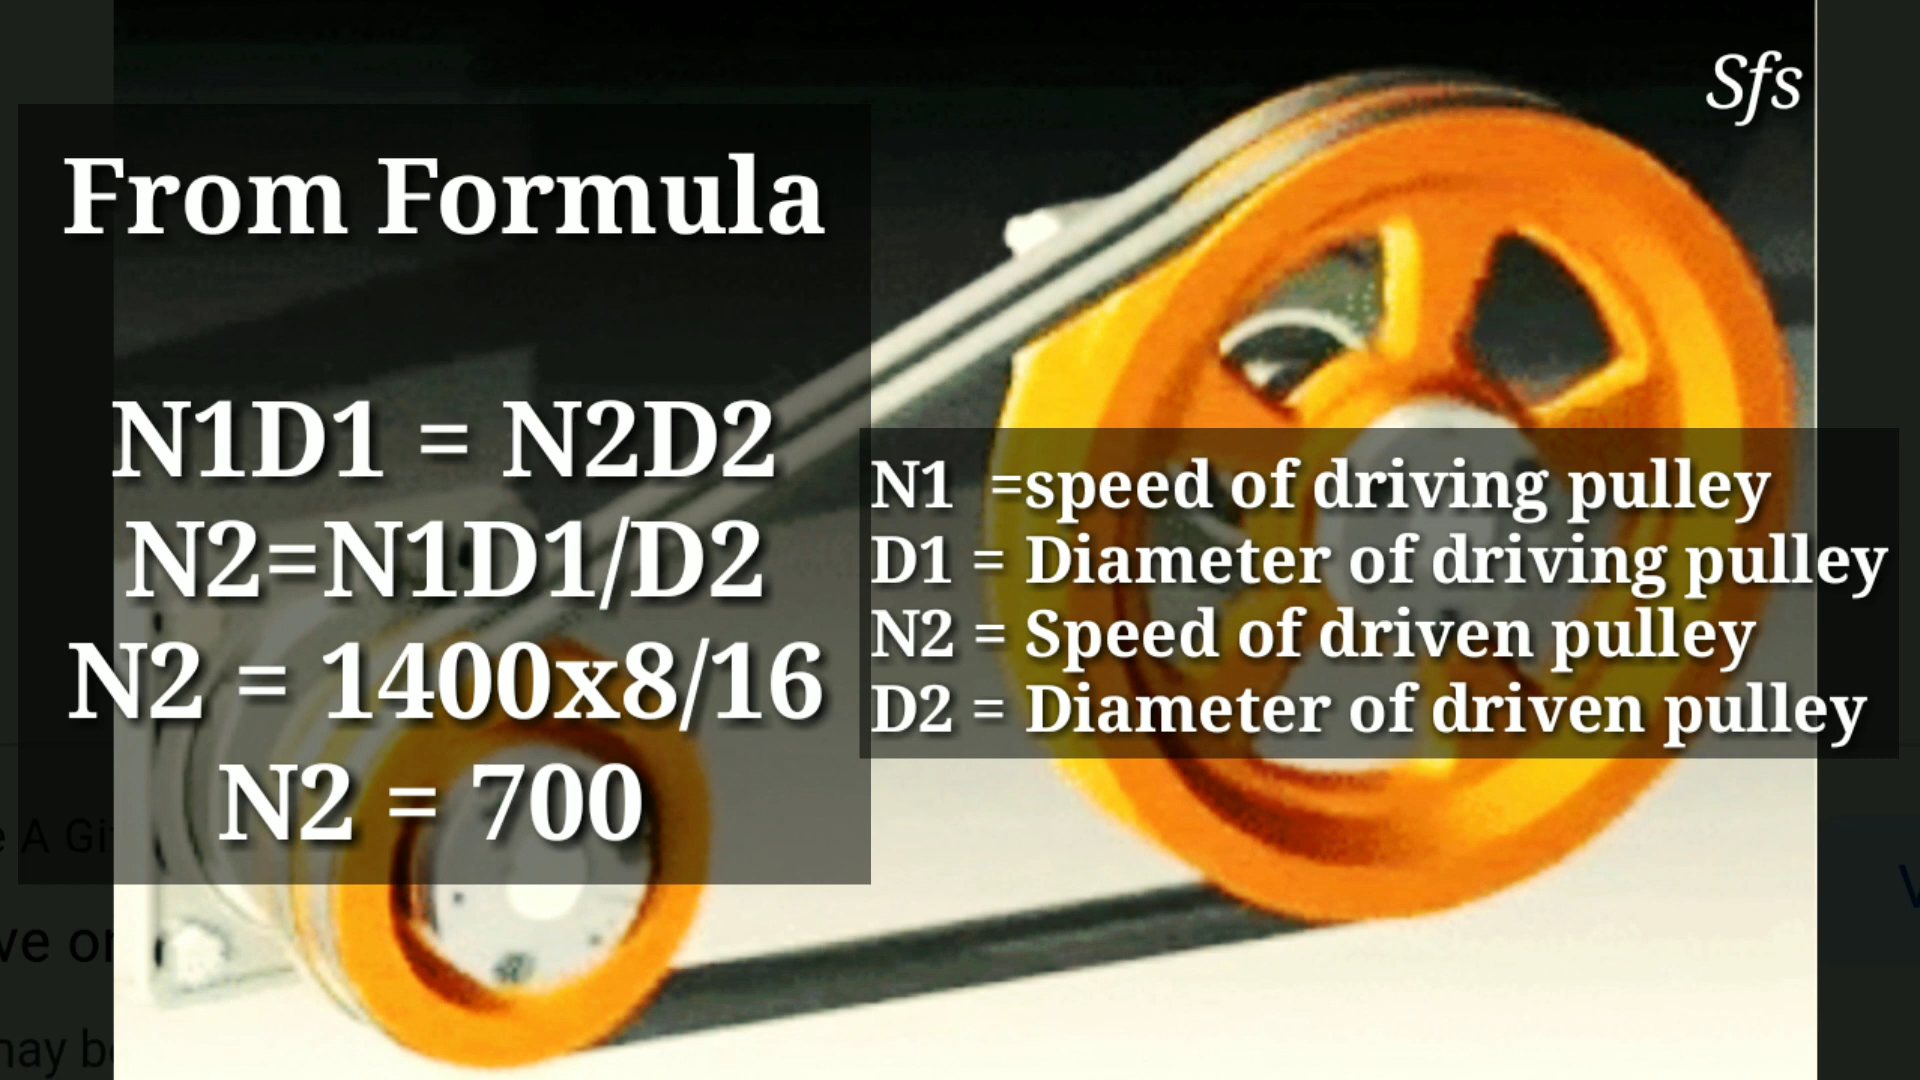 Sfs
From Formula
N1D1 = N2D2
N2=N1D1/D2
N2 = 1400x8/16
N2 = 700
N1 =speed of driving pulley
D1 = Diameter of driving pulley
N2 = Speed of driven pulley
D2 = Diameter of driven pulley